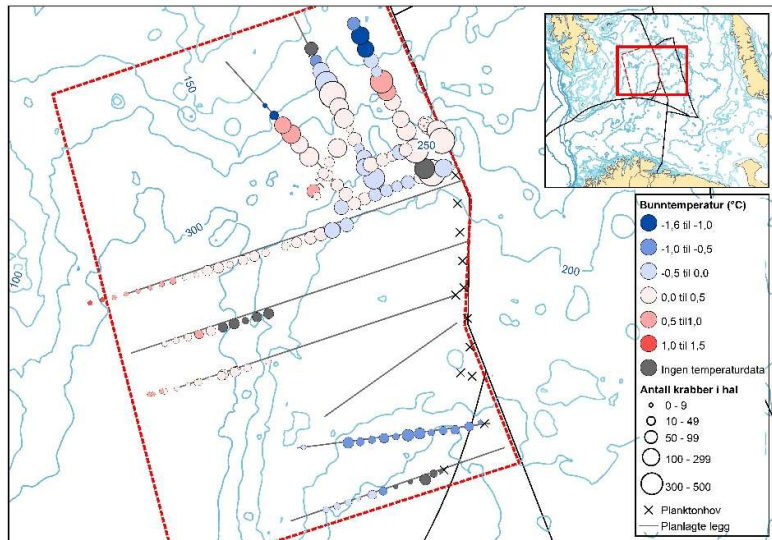 150
250
300
100
200
Bunntemperatur (°C)
-1,6 til -1,0
-1,0 til -0,5
-0,5 til 0,0
0,0 til 0,5
0,5 til1,0
1,0 til 1,5
Ingen temperaturdata
Antall krabber i hal
0 - 9
10 - 49
50 - 99
100 - 299
300 - 500
Planktonhov
Planlagte legg